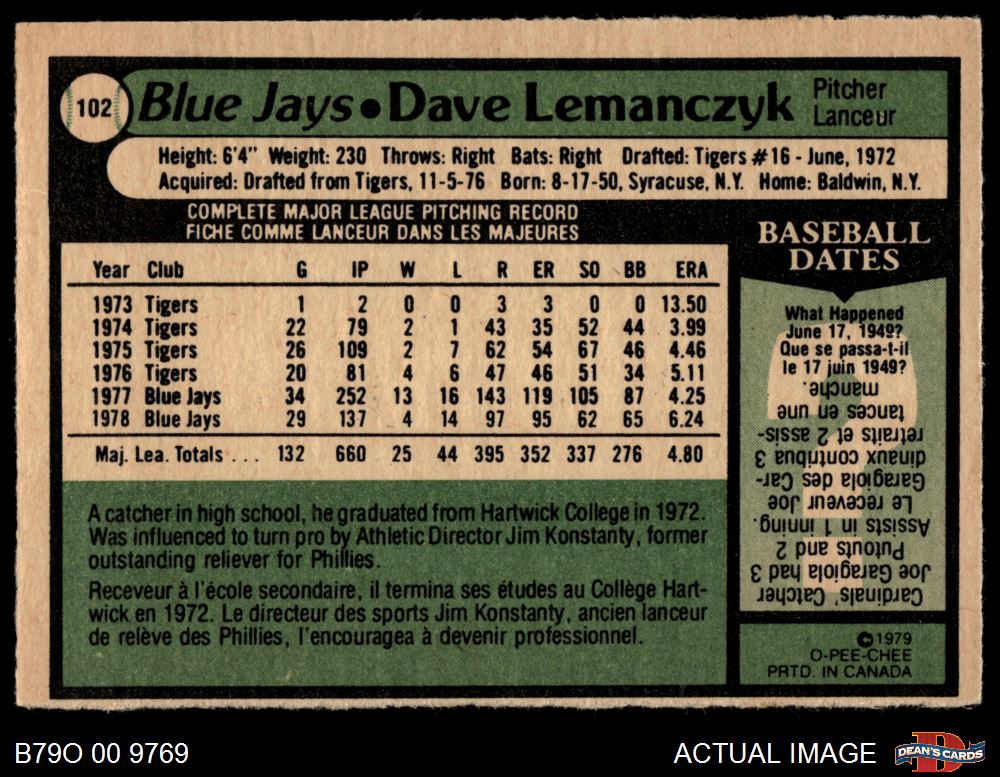 102
Blue Jays • Dave Lemanczyk
Pitcher
Lanceur
Height: 6'4" Weight: 230 Throws: Right Bats: Right Drafted: Tigers #16 - June, 1972
Acquired: Drafted from Tigers, 11-5-76 Born: 8-17-50, Syracuse, N.Y. Home: Baldwin, N.Y.
COMPLETE MAJOR LEAGUE PITCHING RECORD
FICHE COMME LANCEUR DANS LES MAJEURES
Year Club G IP W L R ER SO BB ERA
1973 Tigers 1 2 0 0 3 3 0 0 13.50
1974 Tigers 22 79 2 1 43 35 52 44 3.99
1975 Tigers 26 109 2 7 62 54 67 46 4.46
1976 Tigers 20 81 4 6 47 46 51 34 5.11
1977 Blue Jays 34 252 13 16 143 119 105 87 4.25
1978 Blue Jays 29 137 4 14 97 95 62 65 6.24
Maj. Lea. Totals ... 132 660 25 44 395 352 337 276 4.80
A catcher in high school, he graduated from Hartwick College in 1972.
Was influenced to turn pro by Athletic Director Jim Konstanty, former
outstanding reliever for Phillies.
Receveur à l'école secondaire, il termina ses études au Collège Hart-
wick en 1972. Le directeur des sports Jim Konstanty, ancien lanceur
de relève des Phillies, l'encouragea à devenir professionnel.
BASEBALL
DATES
What Happened
June 17, 1949?
Que se passa-t-il
le 17 juin 1949?
Cardinals' Catcher
Joe Garagiola had 3
Putouts and 2
Assists in 1 inning.
Le receveur Joe
Garagiola des Car-
dinaux contribua 3
retraits et 2 assis-
tances en une
manche.
©1979
O-PEE-CHEE
PRTD. IN CANADA
B79O 00 9769
ACTUAL IMAGE
D
DEAN'S CARDS